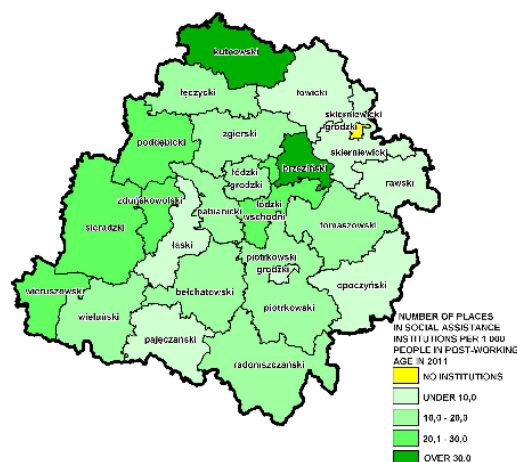 kutnowski
łęczycki
łowicki
skierniewicki
grodzki
poddębicki
zgierski
brzeziński
skierniewicki
rawski
łódzki
grodzki
zduńskowolski
pabianicki
łódzki
wschodni
sieradzki
łaski
tomaszowski
piotrkowski
grodzki
wieruszowski
bełchatowski
opoczyński
wieluński
piotrkowski
pajęczański
radomszczański
NUMBER OF PLACES
IN SOCIAL ASSISTANCE
INSTITUTIONS PER 1 000
PEOPLE IN POST-WORKING
AGE IN 2011
NO INSTITUTIONS
UNDER 10,0
10,0 - 20,0
20,1 - 30,0
OVER 30,0